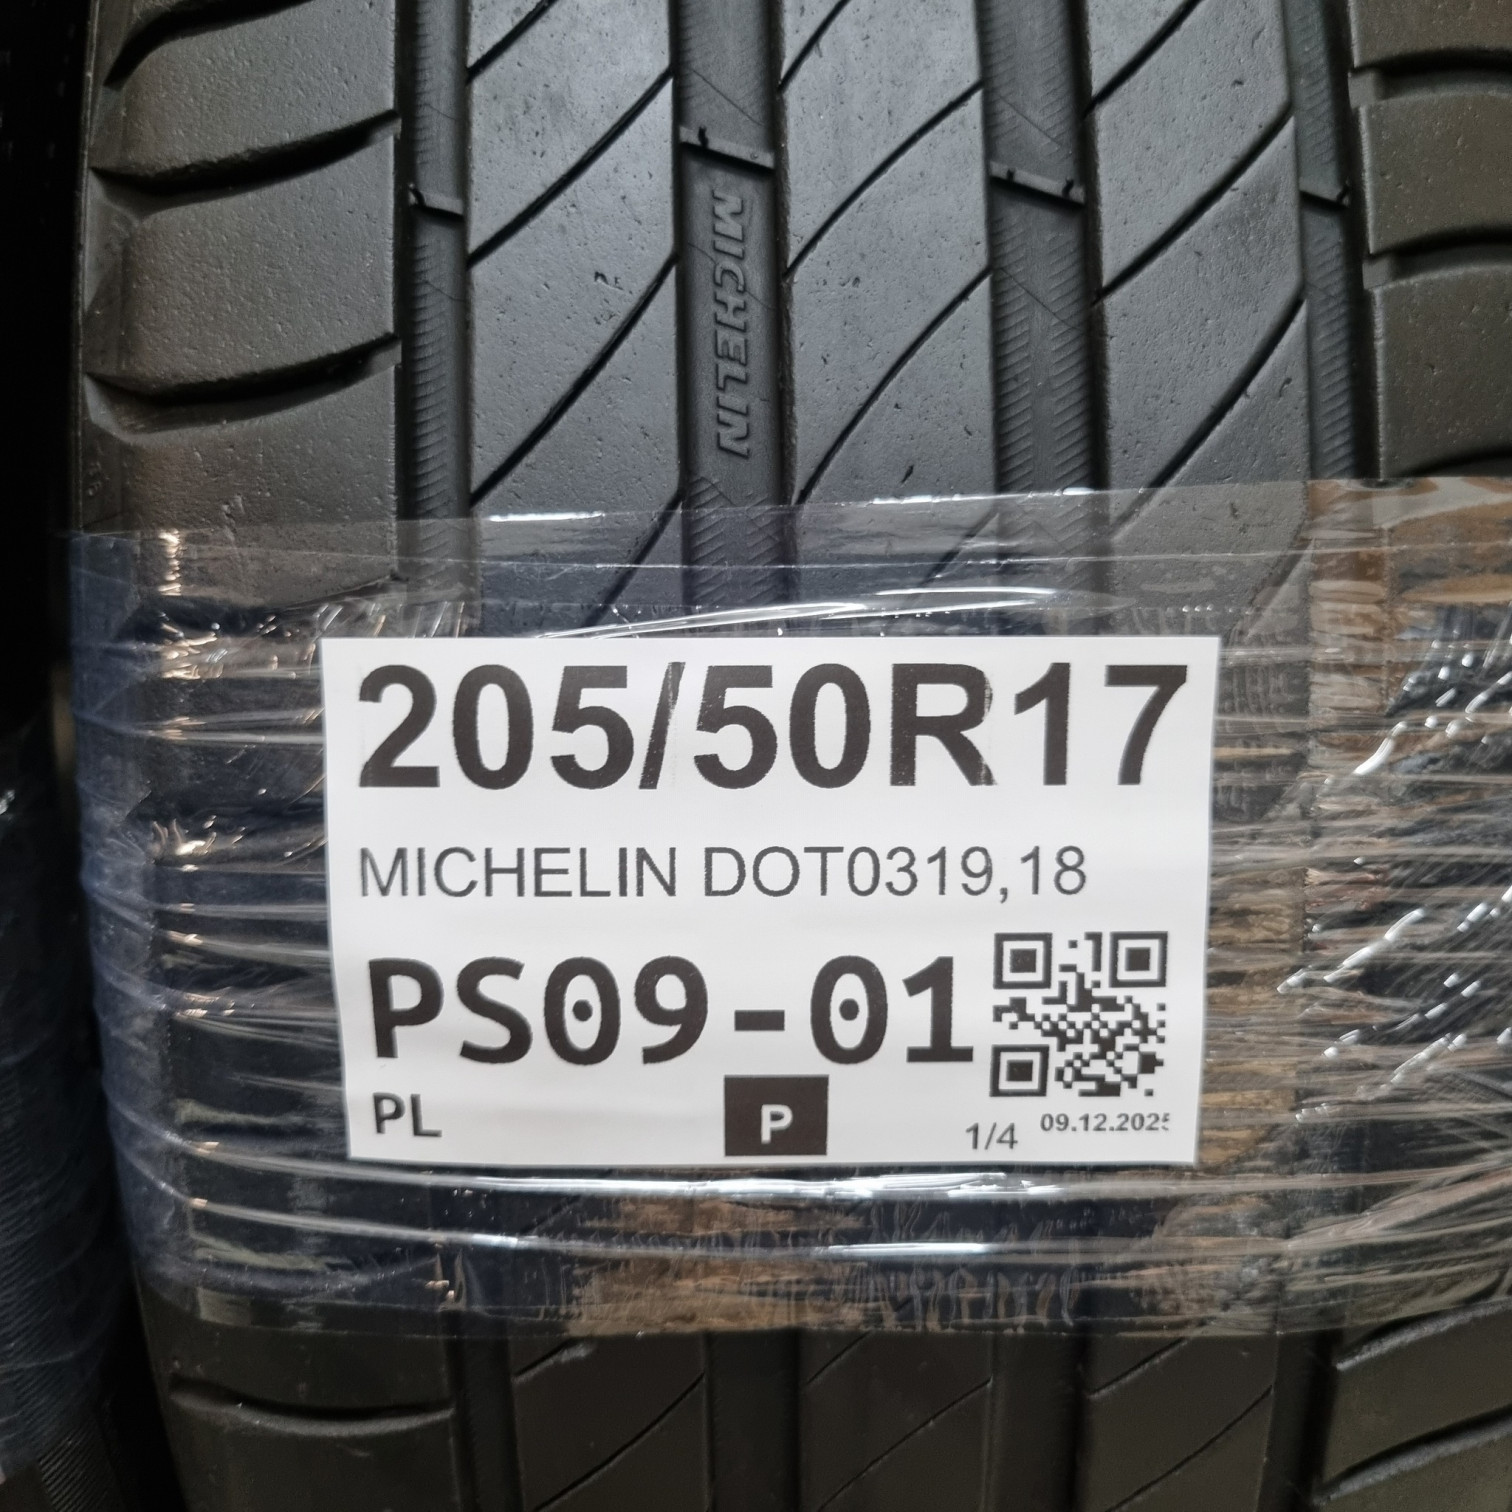 MICHELIN
205/50R17
MICHELIN DOT0319,18
PS09-01
PL
P
1/4
09.12.2025